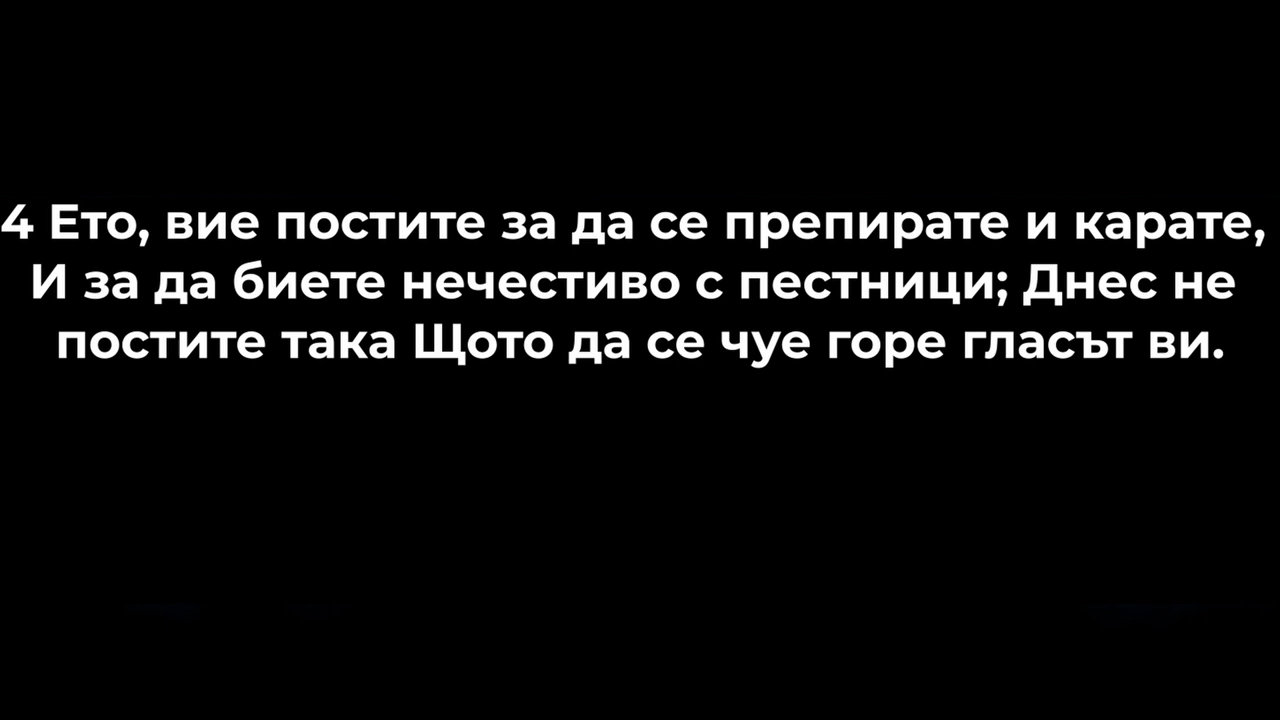 4 Ето, вие постите за да се препирате и карате,
И за да биете нечестиво с пестници; Днес не
постите така Щото да се чуе горе гласът ви.